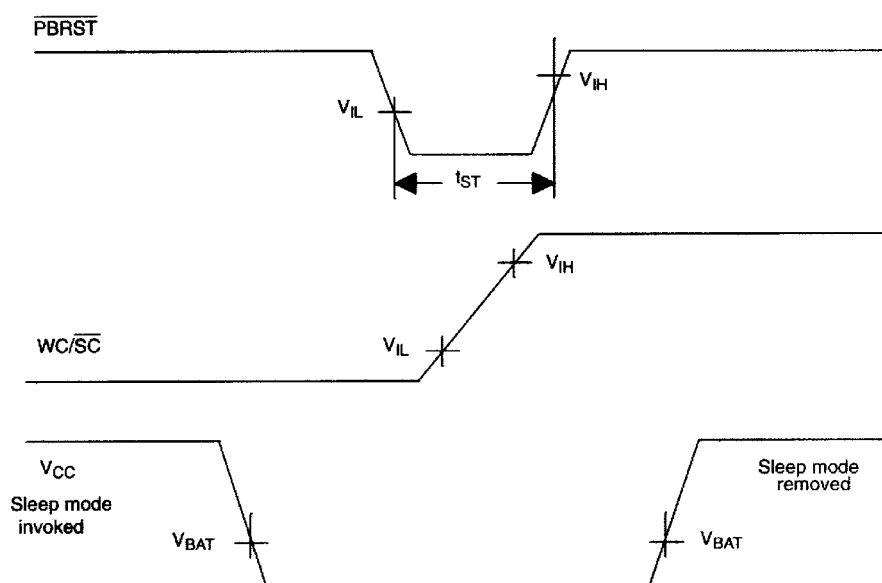 PBRST
VIL
VIH
tST
VIH
WC/SC
VIL
VCC
Sleep mode
invoked
VBAT
Sleep mode
removed
VBAT